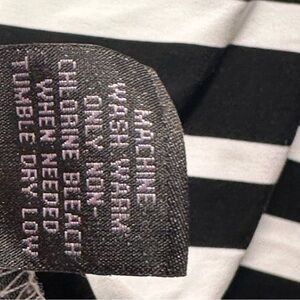 MACHINE
WASH WARM
ONLY NON-
CHLORINE BLEACH
WHEN NEEDED
TUMBLE DRY LOW